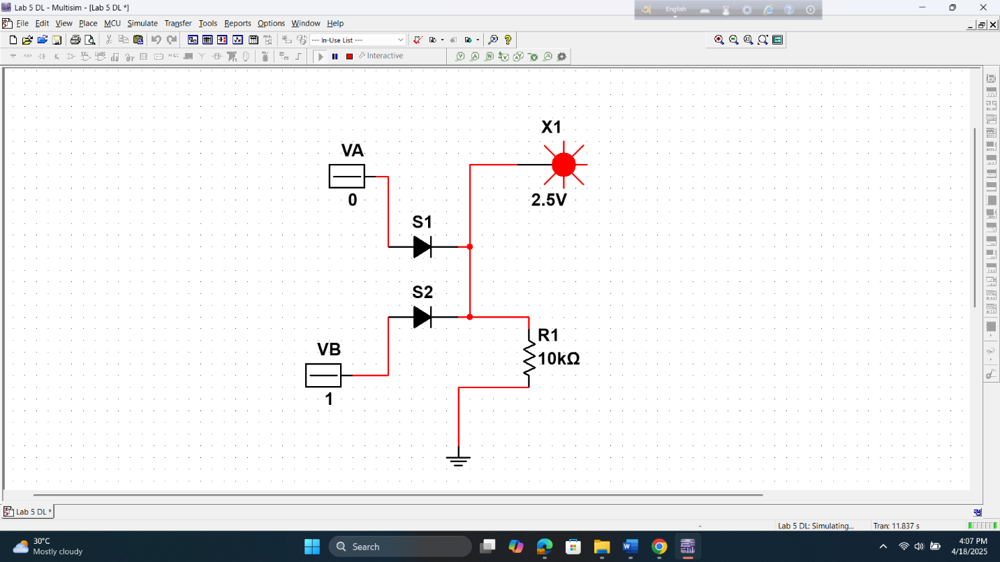 Lab 5 DL - Multisim - [Lab 5 DL *]
English
File Edit View Place MCU Simulate Transfer Tools Reports Options Window Help
--- In-Use List ---
Interactive
X1
VA
2.5V
0
S1
S2
R1
VB
10kΩ
1
Lab 5 DL *
-
Lab 5 DL: Simulating... Tran: 11.837 s
30°C
Mostly cloudy
Search
4:07 PM
4/18/2025